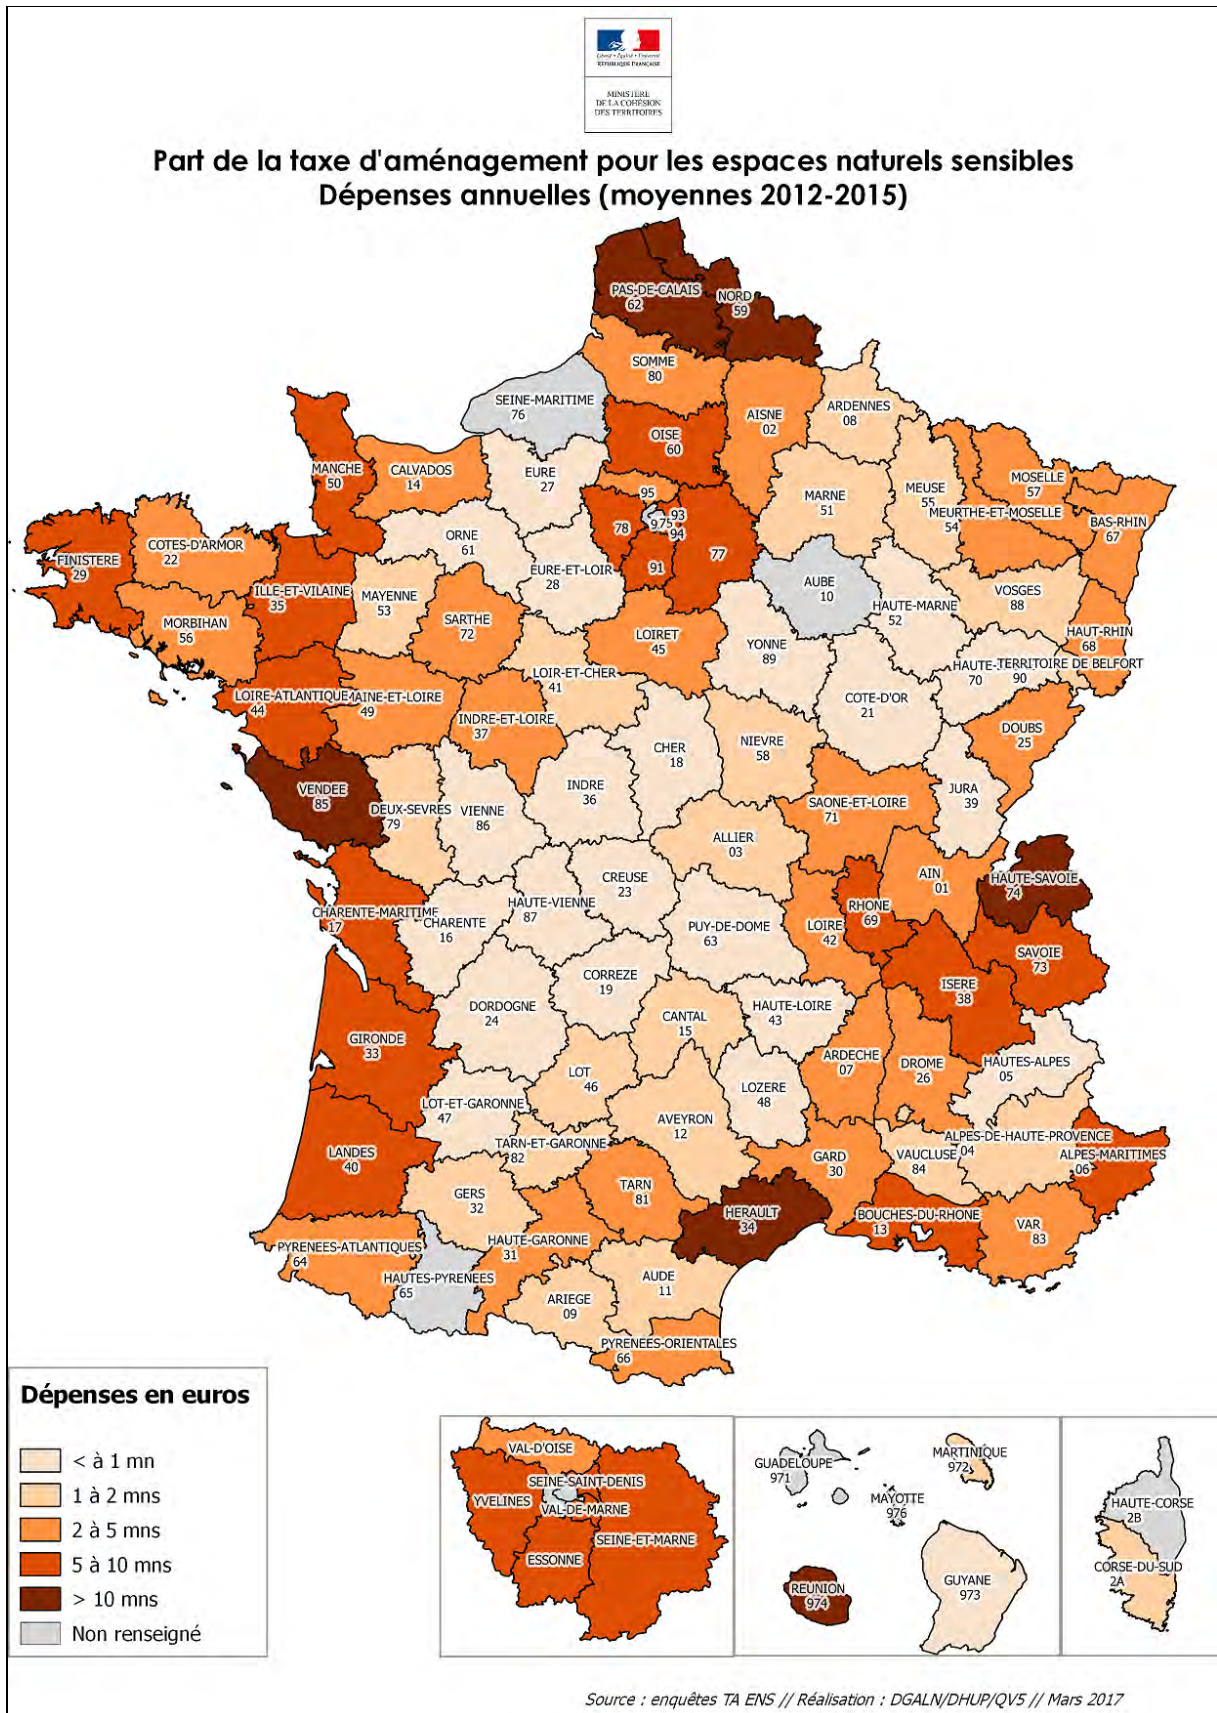 Liberté • Égalité • Fraternité
RÉPUBLIQUE FRANÇAISE
MINISTÈRE
DE LA COHÉSION
DES TERRITOIRES
Part de la taxe d'aménagement pour les espaces naturels sensibles
Dépenses annuelles (moyennes 2012-2015)
PAS-DE-CALAIS
62
NORD
59
SOMME
80
SEINE-MARITIME
76
AISNE
02
ARDENNES
08
OISE
60
MANCHE
50
CALVADOS
14
EURE
27
95
MARNE
51
MEUSE
55
MOSELLE
57
MEURTHE-ET-MOSELLE
54
BAS-RHIN
67
78
93
975
94
91
77
ORNE
61
COTES-D'ARMOR
22
FINISTERE
29
ILLE-ET-VILAINE
35
MAYENNE
53
EURE-ET-LOIR
28
AUBE
10
HAUTE-MARNE
52
VOSGES
88
MORBIHAN
56
SARTHE
72
LOIRET
45
YONNE
89
HAUT-RHIN
68
HAUTE-
70
TERRITOIRE DE BELFORT
90
LOIR-ET-CHER
41
LOIRE-ATLANTIQUE
44
MAINE-ET-LOIRE
49
INDRE-ET-LOIRE
37
COTE-D'OR
21
DOUBS
25
CHER
18
NIEVRE
58
INDRE
36
VENDEE
85
DEUX-SEVRES
79
VIENNE
86
SAONE-ET-LOIRE
71
JURA
39
ALLIER
03
CREUSE
23
AIN
01
HAUTE-SAVOIE
74
HAUTE-VIENNE
87
CHARENTE-MARITIME
17
CHARENTE
16
PUY-DE-DOME
63
LOIRE
42
RHONE
69
SAVOIE
73
CORREZE
19
ISERE
38
DORDOGNE
24
CANTAL
15
HAUTE-LOIRE
43
GIRONDE
33
ARDECHE
07
DROME
26
HAUTES-ALPES
05
LOT
46
LOZERE
48
LOT-ET-GARONNE
47
AVEYRON
12
TARN-ET-GARONNE
82
LANDES
40
GARD
30
VAUCLUSE
84
ALPES-DE-HAUTE-PROVENCE
04
ALPES-MARITIMES
06
GERS
32
TARN
81
HERAULT
34
BOUCHES-DU-RHONE
13
VAR
83
PYRENEES-ATLANTIQUES
64
HAUTE-GARONNE
31
HAUTES-PYRENEES
65
AUDE
11
ARIEGE
09
PYRENEES-ORIENTALES
66
Dépenses en euros
< à 1 mn
1 à 2 mns
2 à 5 mns
5 à 10 mns
> 10 mns
Non renseigné
VAL-D'OISE
SEINE-SAINT-DENIS
YVELINES
VAL-DE-MARNE
SEINE-ET-MARNE
ESSONNE
GUADELOUPE
971
MARTINIQUE
972
MAYOTTE
976
REUNION
974
GUYANE
973
HAUTE-CORSE
2B
CORSE-DU-SUD
2A
Source : enquêtes TA ENS // Réalisation : DGALN/DHUP/QV5 // Mars 2017